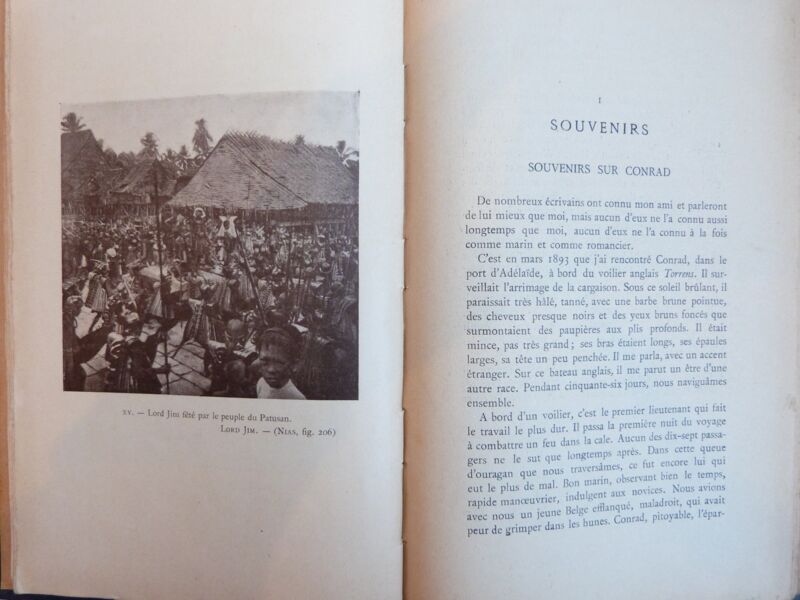 XV. — Lord Jim fêté par le peuple du Patusan.
LORD JIM. — (NIAS, fig. 206)
I
SOUVENIRS
SOUVENIRS SUR CONRAD
De nombreux écrivains ont connu mon ami et parleront
de lui mieux que moi, mais aucun d'eux ne l'a connu aussi
longtemps que moi, aucun d'eux ne l'a connu à la fois
comme marin et comme romancier.
C'est en mars 1893 que j'ai rencontré Conrad, dans le
port d'Adélaïde, à bord du voilier anglais Torrens. Il sur-
veillait l'arrimage de la cargaison. Sous ce soleil brûlant, il
paraissait très hâlé, tanné, avec une barbe brune pointue,
des cheveux presque noirs et des yeux bruns foncés que
surmontaient des paupières aux plis profonds. Il était
mince, pas très grand ; ses bras étaient longs, ses épaules
larges, sa tête un peu penchée. Il me parla, avec un accent
étranger. Sur ce bateau anglais, il me parut un être d'une
autre race. Pendant cinquante-six jours, nous naviguâmes
ensemble.
A bord d'un voilier, c'est le premier lieutenant qui fait
le travail le plus dur. Il passa la première nuit du voyage
à combattre un feu dans la cale. Aucun des dix-sept passa-
gers ne le sut que longtemps après. Dans cette queue
d'ouragan que nous traversâmes, ce fut encore lui qui
eut le plus de mal. Bon marin, observant bien le temps,
rapide manœuvrier, indulgent aux novices. Nous avions
avec nous un jeune Belge efflanqué, maladroit, qui avait
peur de grimper dans les hunes. Conrad, pitoyable, l'épar-